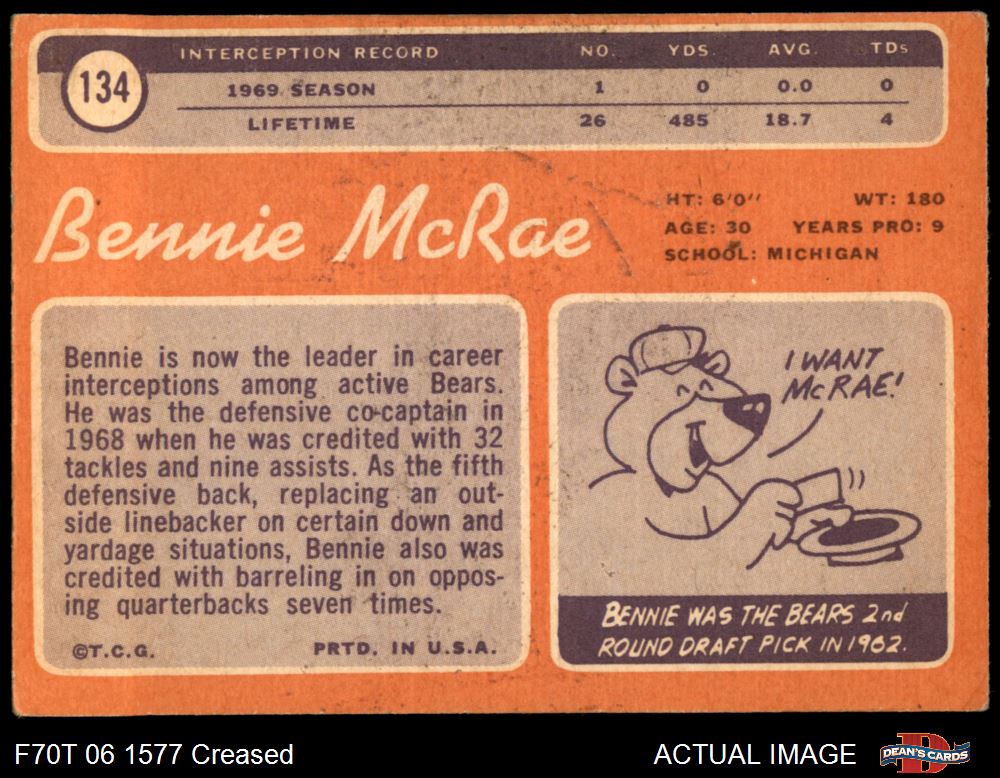 134
INTERCEPTION RECORD NO. YDS. AVG. TDs
1969 SEASON 1 0 0.0 0
LIFETIME 26 485 18.7 4
Bennie McRae
HT: 6'0" WT: 180
AGE: 30 YEARS PRO: 9
SCHOOL: MICHIGAN
Bennie is now the leader in career
interceptions among active Bears.
He was the defensive co-captain in
1968 when he was credited with 32
tackles and nine assists. As the fifth
defensive back, replacing an out-
side linebacker on certain down and
yardage situations, Bennie also was
credited with barreling in on oppos-
ing quarterbacks seven times.
©T.C.G. PRTD. IN U.S.A.
I WANT
McRAE!
BENNIE WAS THE BEARS 2nd
ROUND DRAFT PICK IN 1962.
F70T 06 1577 Creased
ACTUAL IMAGE
DEAN'S CARDS